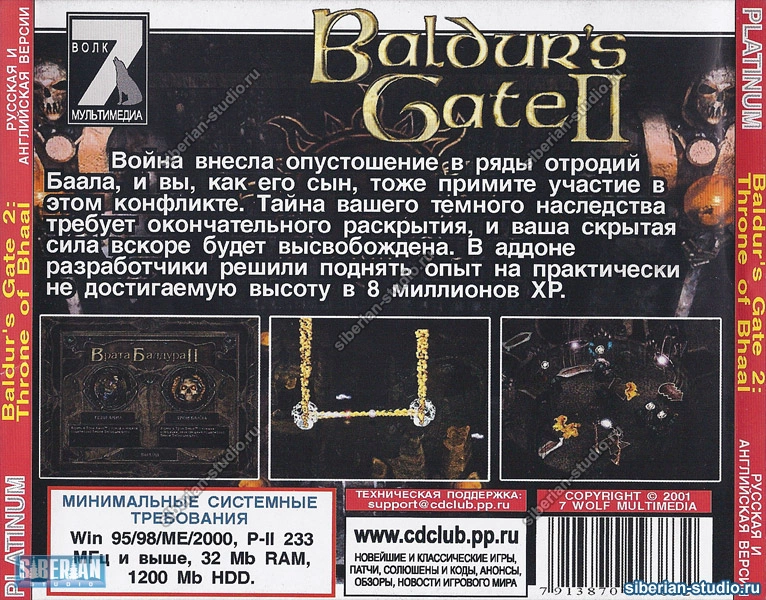 ВОЛК
7
МУЛЬТИМЕДИА
Baldur's
Gate II
Война внесла опустошение в ряды отродий
Баала, и вы, как его сын, тоже примите участие в
этом конфликте. Тайна вашего темного наследства
требует окончательного раскрытия, и ваша скрытая
сила вскоре будет высвобождена. В аддоне
разработчики решили поднять опыт на практически
не достигаемую высоту в 8 миллионов XP.
РУССКАЯ И
АНГЛИЙСКАЯ ВЕРСИИ
Baldur's Gate 2:
Throne of Bhaal
PLATINUM
PLATINUM
Baldur's Gate 2:
Throne of Bhaal
РУССКАЯ И
АНГЛИЙСКАЯ ВЕРСИИ
Врата Балдура II
МИНИМАЛЬНЫЕ СИСТЕМНЫЕ
ТРЕБОВАНИЯ
Win 95/98/ME/2000, P-II 233
МГц и выше, 32 Mb RAM,
1200 Mb HDD.
ТЕХНИЧЕСКАЯ ПОДДЕРЖКА:
support@cdclub.pp.ru
www.cdclub.pp.ru
НОВЕЙШИЕ И КЛАССИЧЕСКИЕ ИГРЫ,
ПАТЧИ, СОЛЮШЕНЫ И КОДЫ, АНОНСЫ,
ОБЗОРЫ, НОВОСТИ ИГРОВОГО МИРА
COPYRIGHT © 2001
7 WOLF MULTIMEDIA
7 913870
SIBERIAN
STUDIO
siberian-studio.ru